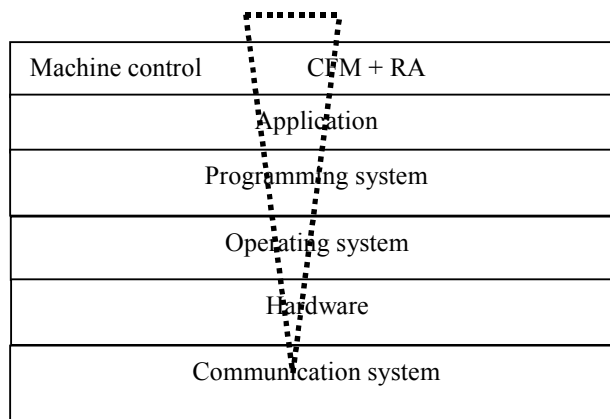 Machine control CFM + RA
Application
Programming system
Operating system
Hardware
Communication system